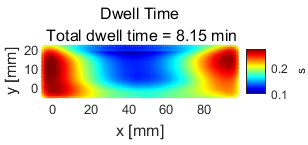 Dwell Time
Total dwell time = 8.15 min
y [mm]
20
10
0
0 20 40 60 80
x [mm]
0.2
0.1
s